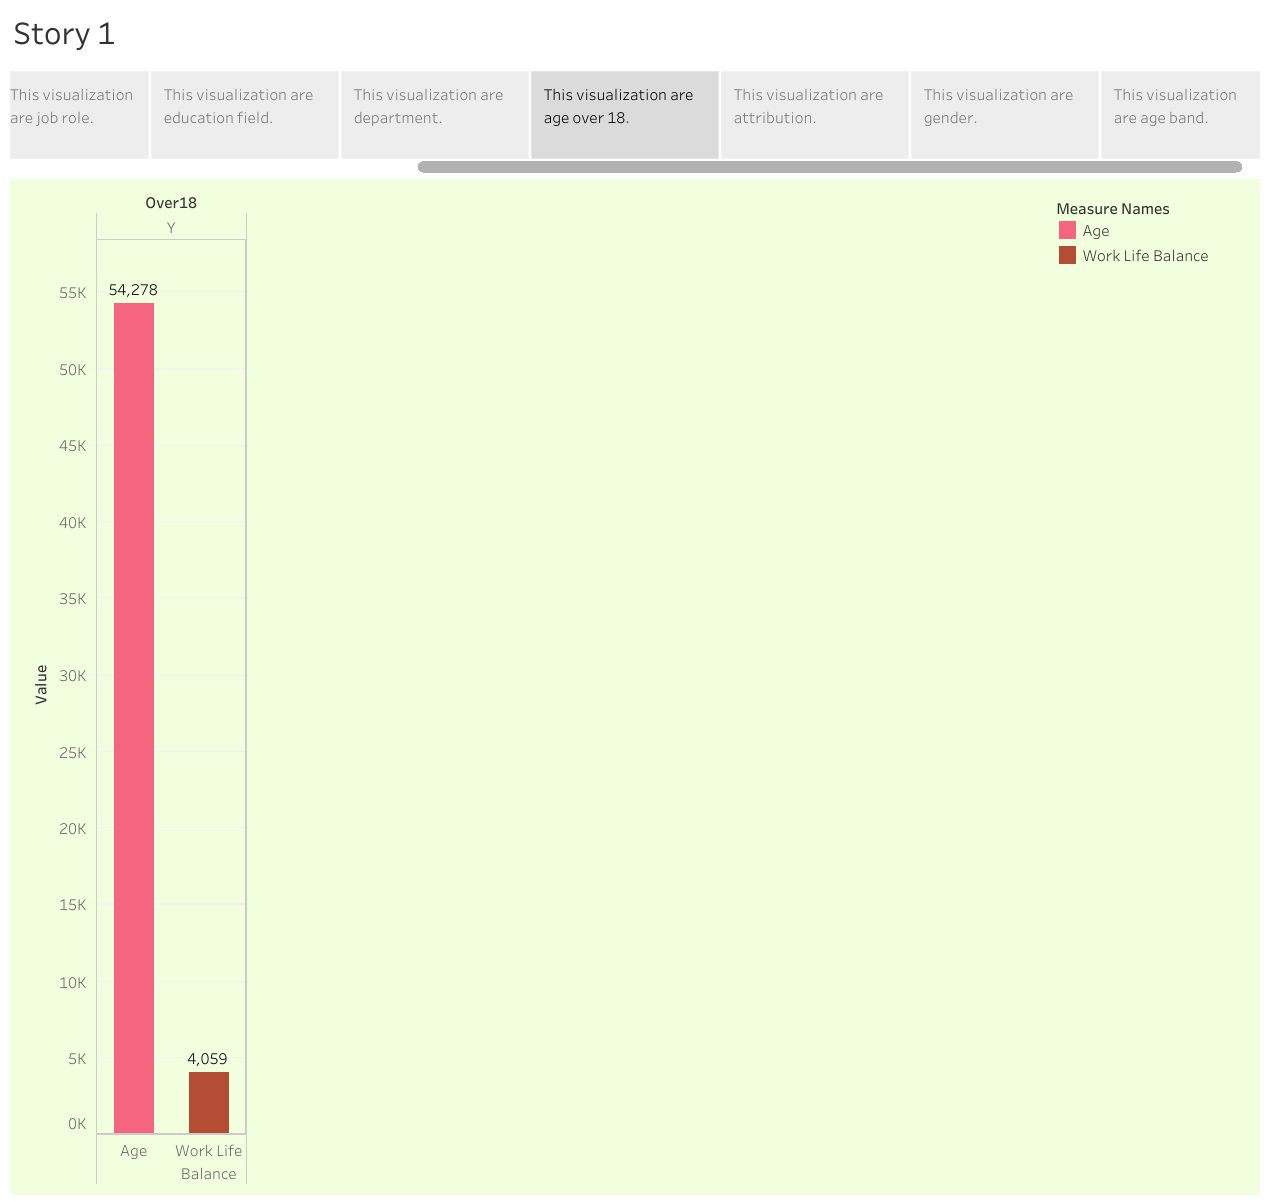 Story 1
This visualization
are job role.
This visualization are
education field.
This visualization are
department.
This visualization are
age over 18.
This visualization are
attribution.
This visualization are
gender.
This visualization
are age band.
Over18
Y
Measure Names
Age
Work Life Balance
54,278
55K
50K
45K
40K
35K
30K
25K
20K
15K
10K
5K
0K
Value
4,059
Age
Work Life
Balance